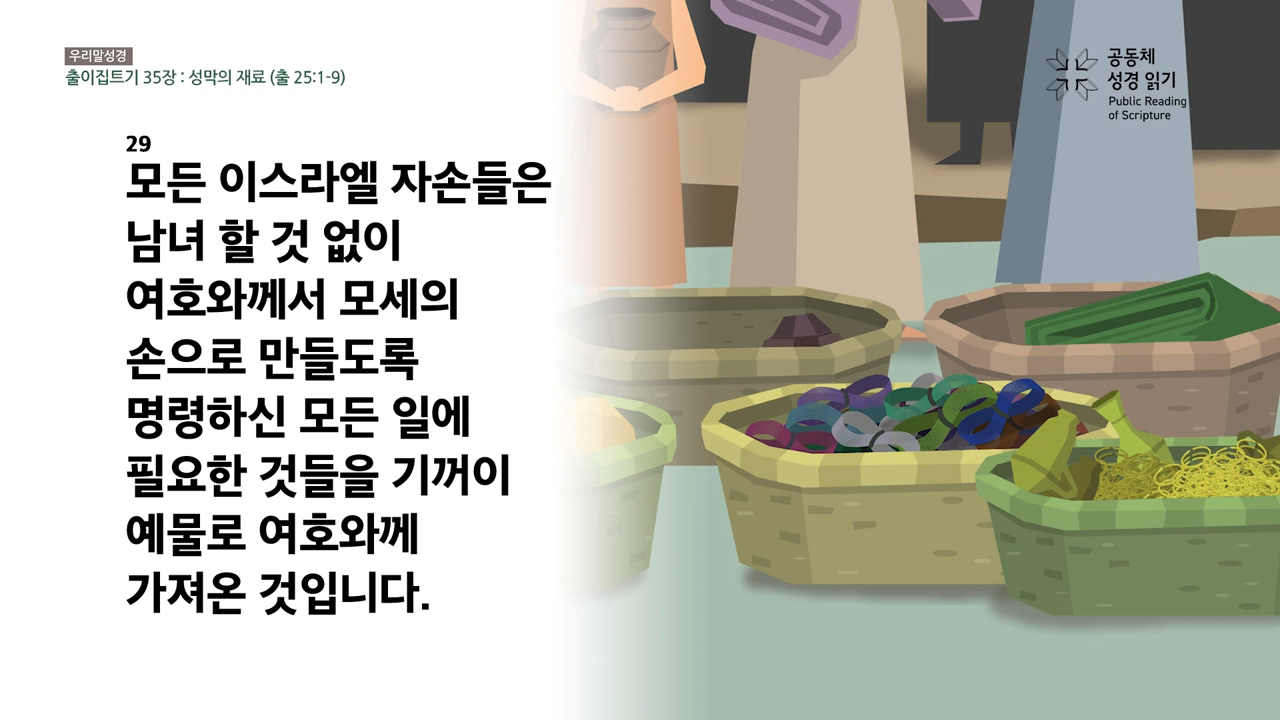 우리말성경
출이집트기 35장 : 성막의 재료 (출 25:1-9)
공동체
성경 읽기
Public Reading
of Scripture
29
모든 이스라엘 자손들은
남녀 할 것 없이
여호와께서 모세의
손으로 만들도록
명령하신 모든 일에
필요한 것들을 기꺼이
예물로 여호와께
가져온 것입니다.